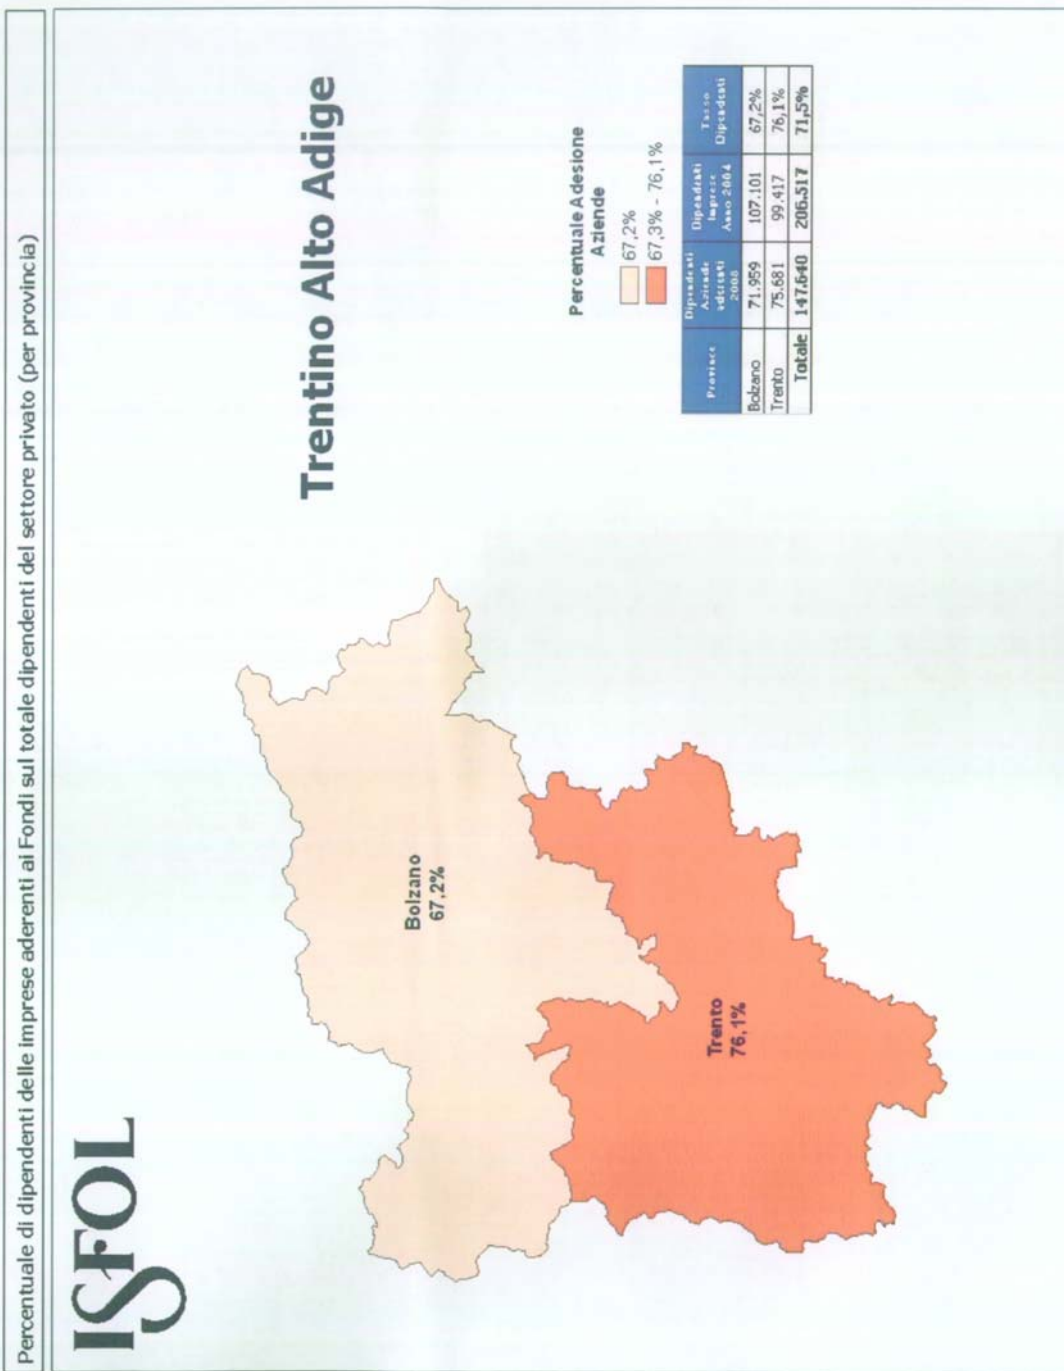 Percentuale di dipendenti delle imprese aderenti ai Fondi sul totale dipendenti del settore privato (per provincia)
ISFOL
Trentino Alto Adige
Bolzano
67,2%
Trento
76,1%
Percentuale Adesione
Aziende
67,2%
67,3% - 76,1%
Province Dipendenti Aziende aderenti 2008 Dipendenti Imprese Anno 2004 Tasso Dipendenti
Bolzano 71.959 107.101 67,2%
Trento 75.681 99.417 76,1%
Totale 147.640 206.517 71,5%